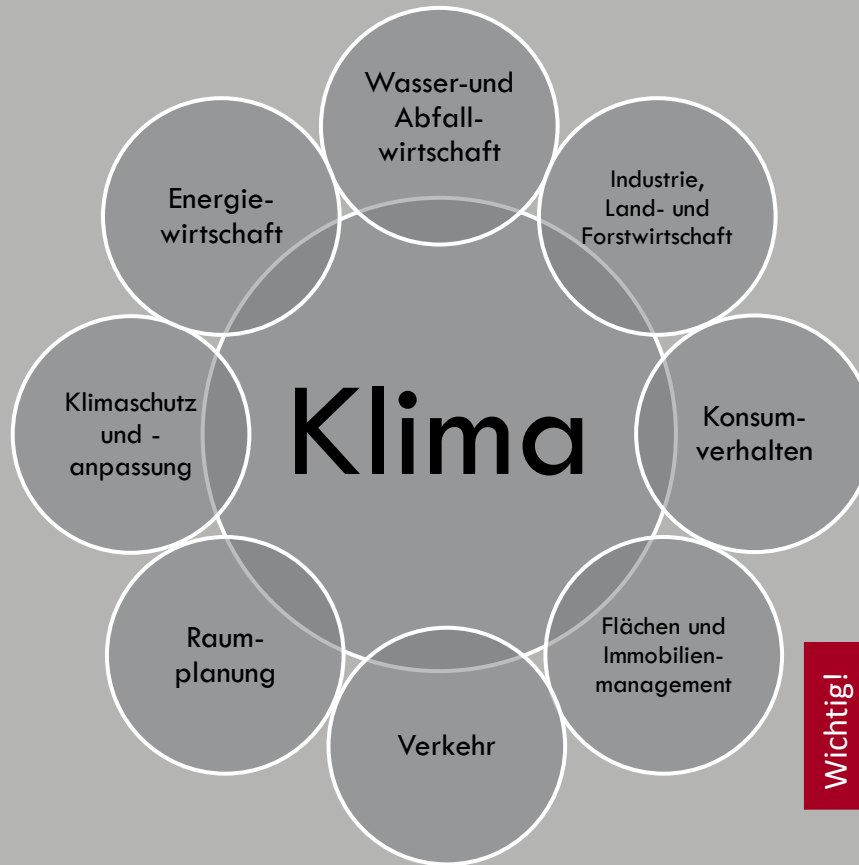 Wasser-und
Abfall-
wirtschaft
Industrie,
Land- und
Forstwirtschaft
Konsum-
verhalten
Flächen und
Immobilien-
management
Verkehr
Raum-
planung
Klimaschutz
und -
anpassung
Energie-
wirtschaft
Klima
Wichtig!